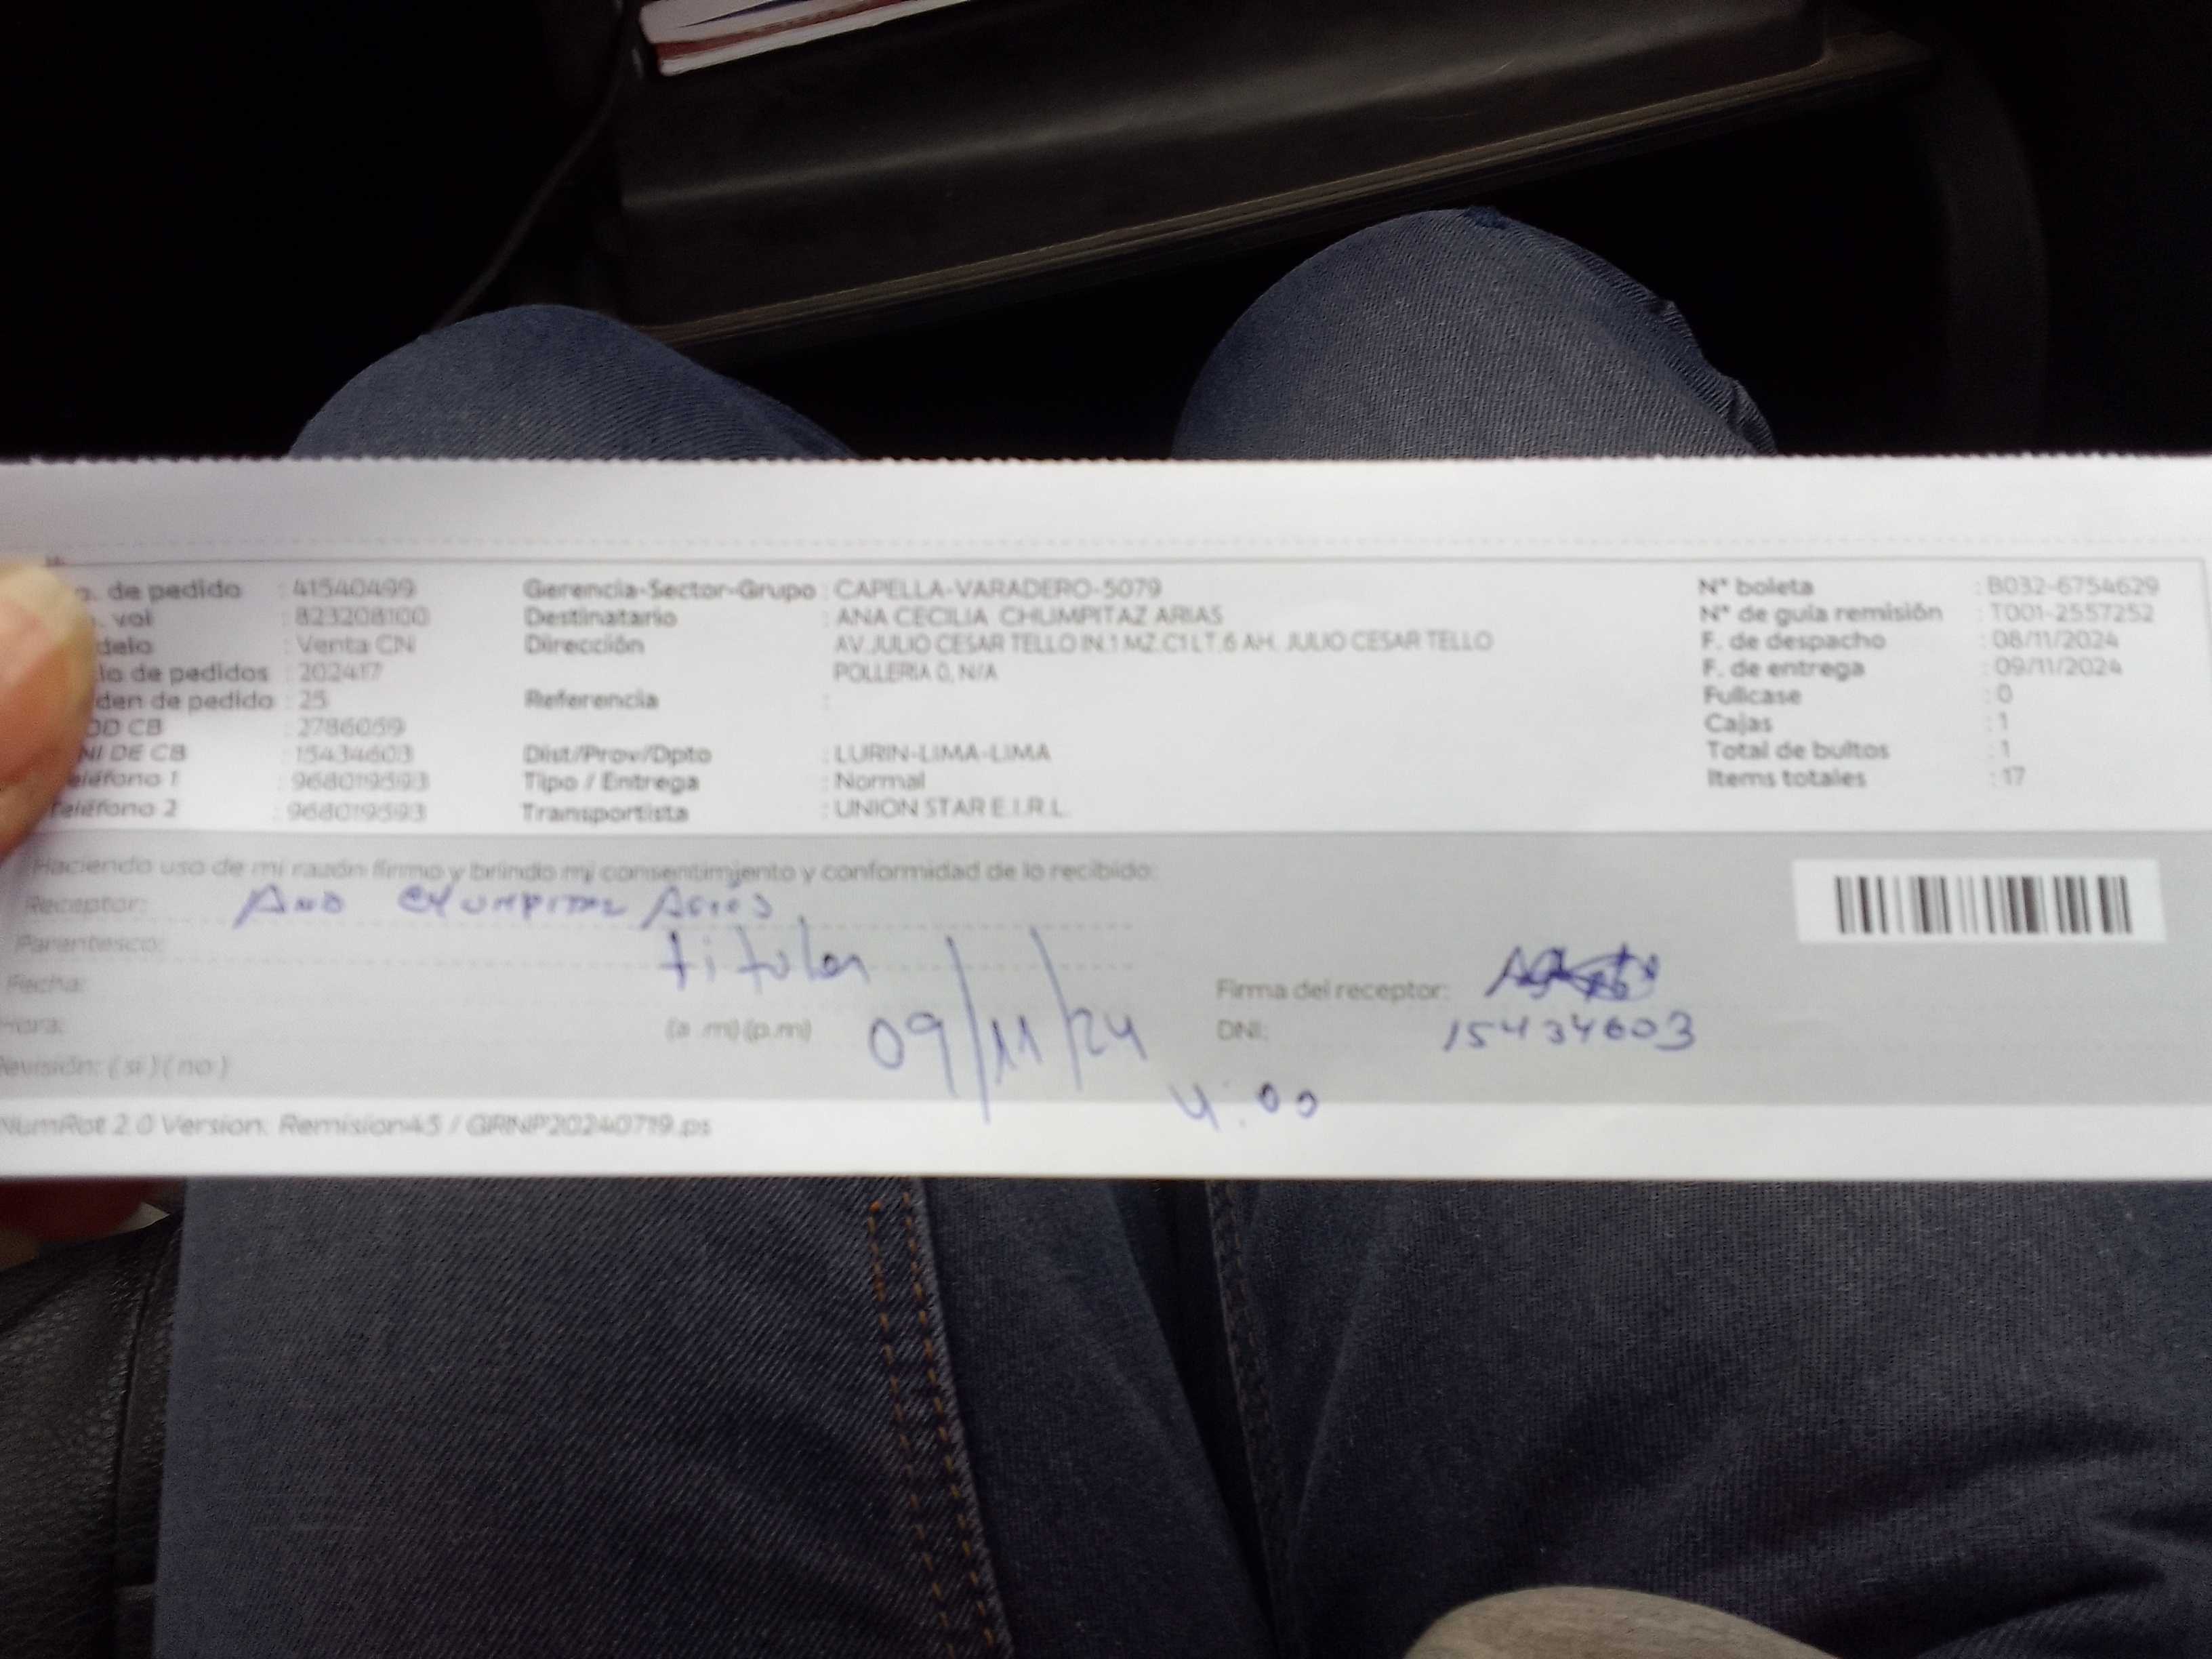 . de pedido : 41540499 Gerencia-Sector-Grupo : CAPELLA-VARADERO-5079 N° boleta : B032-6754629
. vol : 823208100 Destinatario : ANA CECILIA CHUMPITAZ ARIAS N° de guía remisión : T001-2557252
delo : Venta CN Dirección AV.JULIO CESAR TELLO IN.1 MZ.C1 LT.6 AH. JULIO CESAR TELLO F. de despacho : 08/11/2024
lo de pedidos : 202417 POLLERIA 0, N/A F. de entrega : 09/11/2024
den de pedido : 25 Referencia : Fullcase : 0
OD CB : 2786059 Cajas : 1
NI DE CB : 15434603 Dist/Prov/Dpto : LURIN-LIMA-LIMA Total de bultos : 1
eléfono 1 : 968019593 Tipo / Entrega : Normal Items totales : 17
Teléfono 2 : 968019593 Transportista : UNION STAR E.I.R.L.
Haciendo uso de mi razón firmo y brindo mi consentimiento y conformidad de lo recibido:
Receptor: Ana Chumpitaz Arias
Parentesco: titular
Fecha: 09/11/24 Firma del receptor:
Hora: (a .m) (p.m) 4:00 DNI: 15434603
Revisión: ( si ) ( no )
NumRot 2.0 Version: Remision45 / GRNP20240719.ps